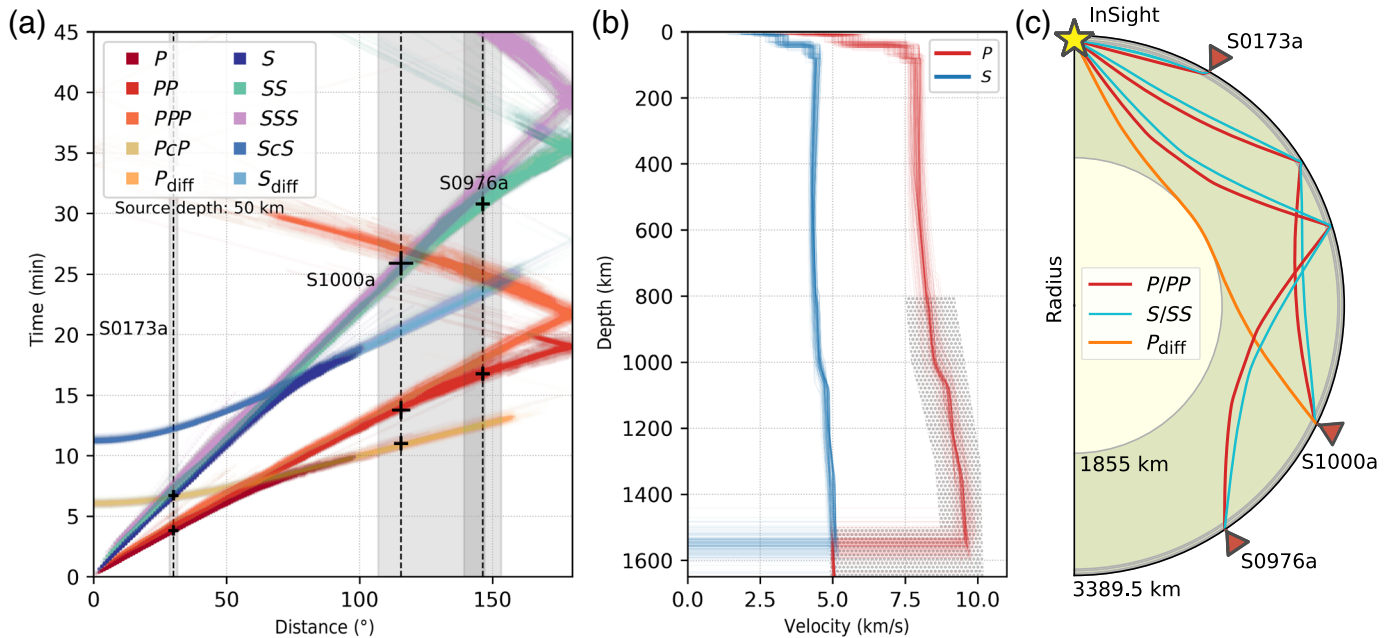 (a)
45
40
35
30
25
20
15
10
5
0
Time (min)
P
PP
PPP
PcP
Pdiff
S
SS
SSS
ScS
Sdiff
Source depth: 50 km
S0976a
S1000a
S0173a
0
50
100
150
Distance (°)
(b)
0
200
400
600
800
1000
1200
1400
1600
Depth (km)
P
S
0.0
2.5
5.0
7.5
10.0
Velocity (km/s)
(c)
InSight
S0173a
Radius
P/PP
S/SS
Pdiff
1855 km
S1000a
S0976a
3389.5 km